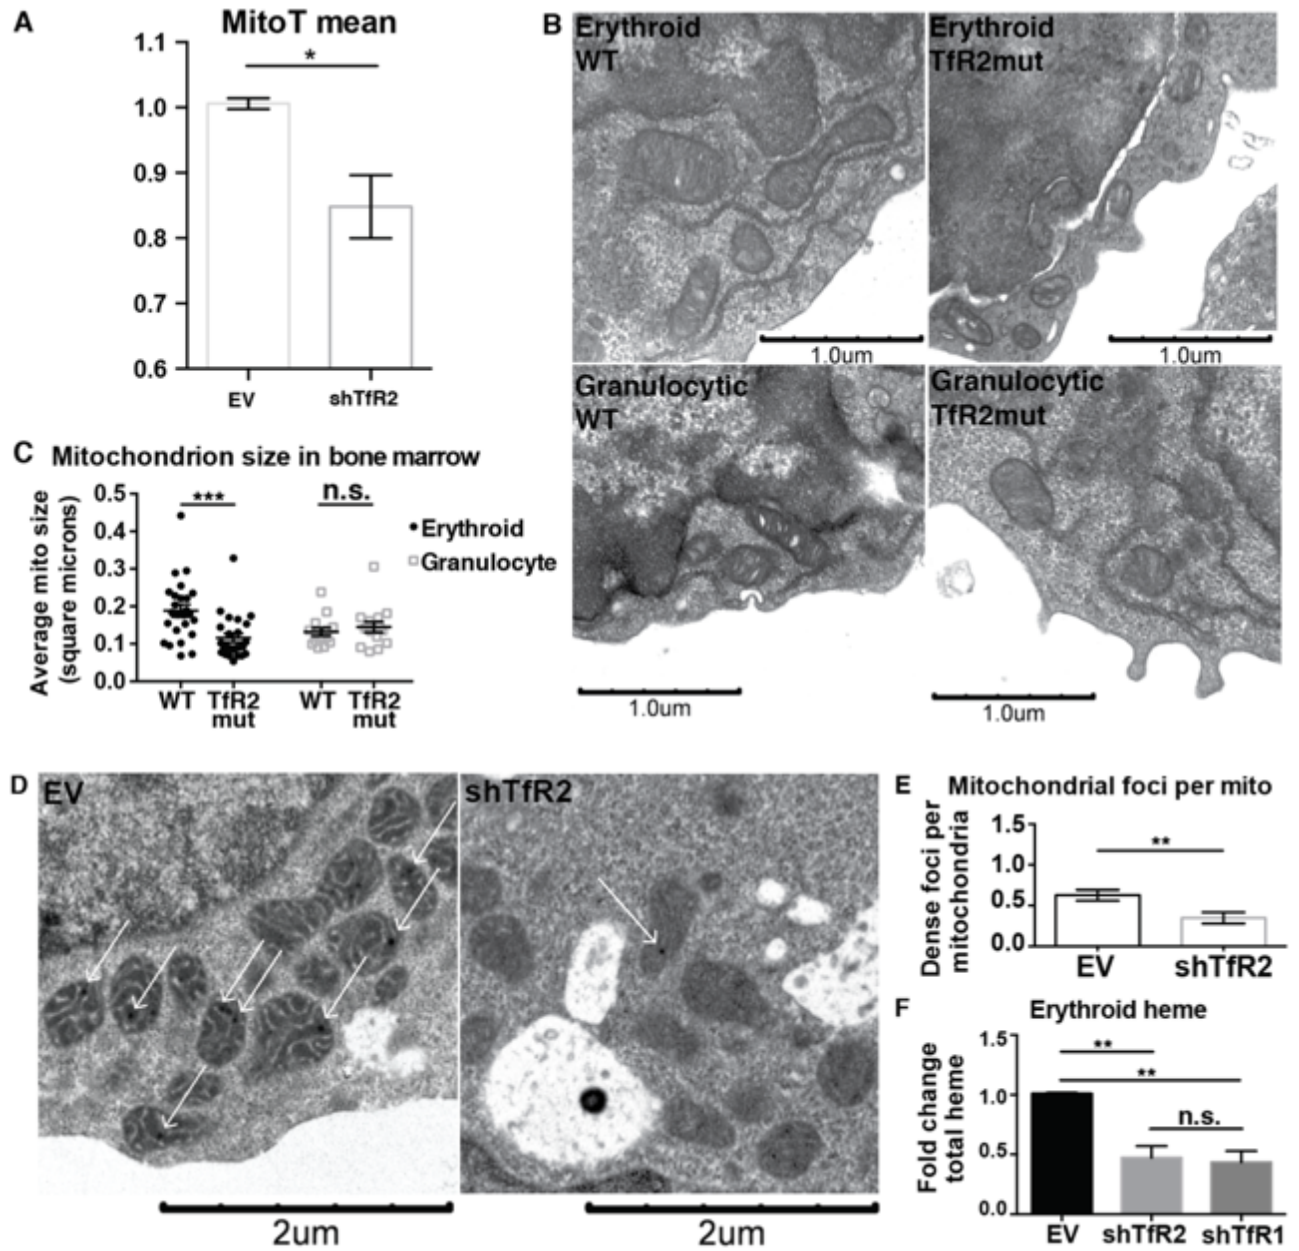 A
MitoT mean
*
1.1
1.0
0.9
0.8
0.7
0.6
EV
shTfR2
B
Erythroid
WT
1.0um
Erythroid
TfR2mut
1.0um
Granulocytic
WT
1.0um
Granulocytic
TfR2mut
1.0um
C
Mitochondrion size in bone marrow
Average mito size
(square microns)
0.5
0.4
0.3
0.2
0.1
0.0
***
n.s.
Erythroid
Granulocyte
WT
TfR2
mut
WT
TfR2
mut
D
EV
2um
shTfR2
2um
E
Mitochondrial foci per mito
Dense foci per
mitochondria
1.5
1.0
0.5
0.0
**
EV
shTfR2
F
Erythroid heme
Fold change
total heme
1.5
1.0
0.5
0.0
**
**
n.s.
EV
shTfR2
shTfR1